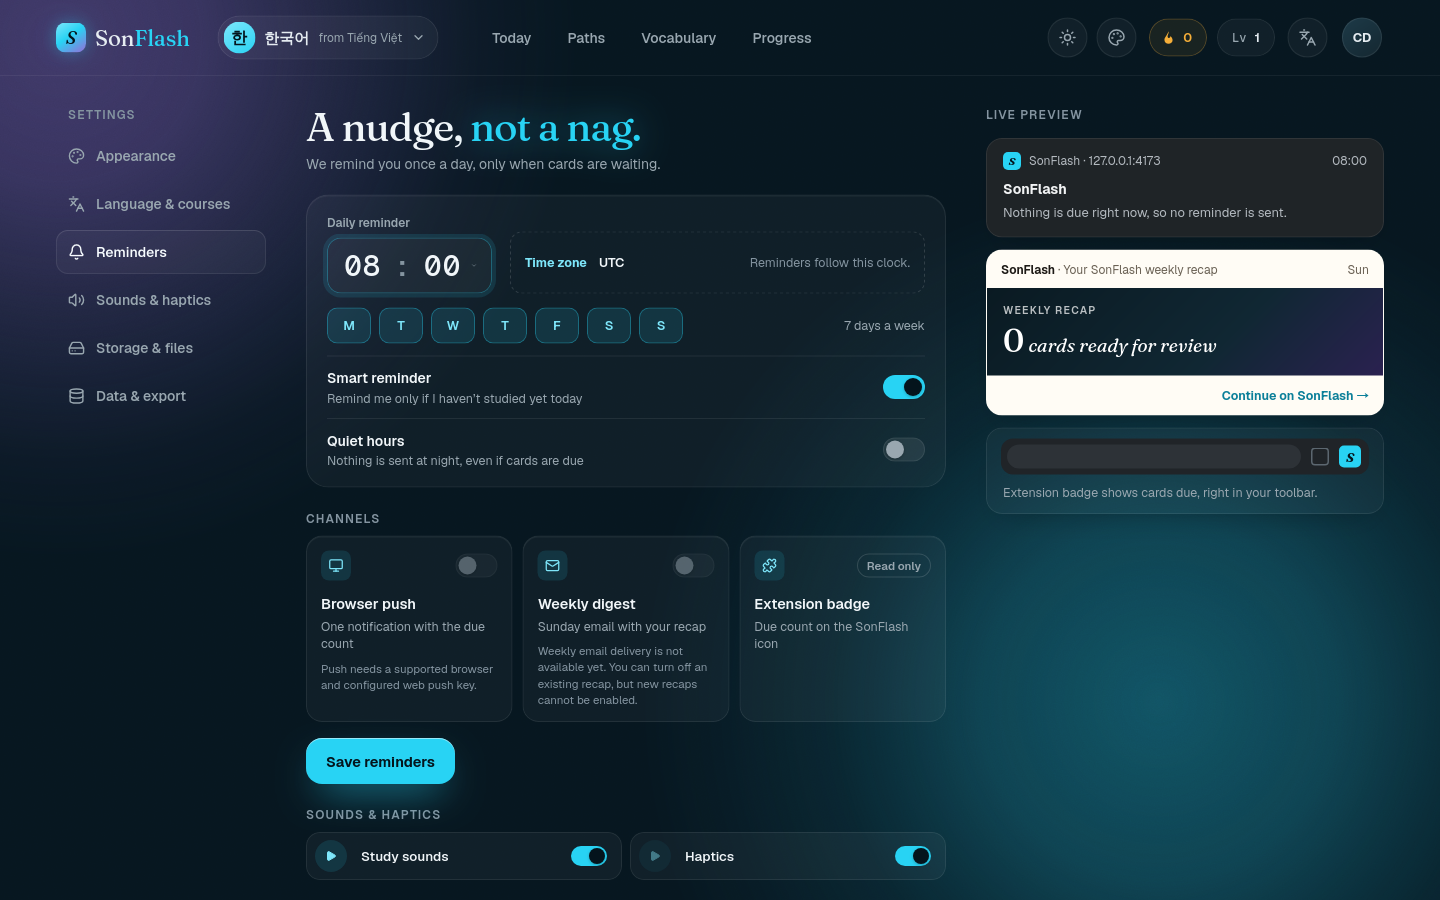 S SonFlash
한 한국어 from Tiếng Việt
Today Paths Vocabulary Progress
0
Lv 1
CD
SETTINGS
Appearance
Language & courses
Reminders
Sounds & haptics
Storage & files
Data & export
A nudge, not a nag.
We remind you once a day, only when cards are waiting.
Daily reminder
08 : 00
Time zone UTC
Reminders follow this clock.
M T W T F S S
7 days a week
Smart reminder
Remind me only if I haven't studied yet today
Quiet hours
Nothing is sent at night, even if cards are due
CHANNELS
Browser push
One notification with the due
count
Push needs a supported browser
and configured web push key.
Weekly digest
Sunday email with your recap
Weekly email delivery is not
available yet. You can turn off an
existing recap, but new recaps
cannot be enabled.
Read only
Extension badge
Due count on the SonFlash
icon
Save reminders
SOUNDS & HAPTICS
Study sounds
Haptics
LIVE PREVIEW
S SonFlash · 127.0.0.1:4173 08:00
SonFlash
Nothing is due right now, so no reminder is sent.
SonFlash · Your SonFlash weekly recap Sun
WEEKLY RECAP
0 cards ready for review
Continue on SonFlash →
S
Extension badge shows cards due, right in your toolbar.